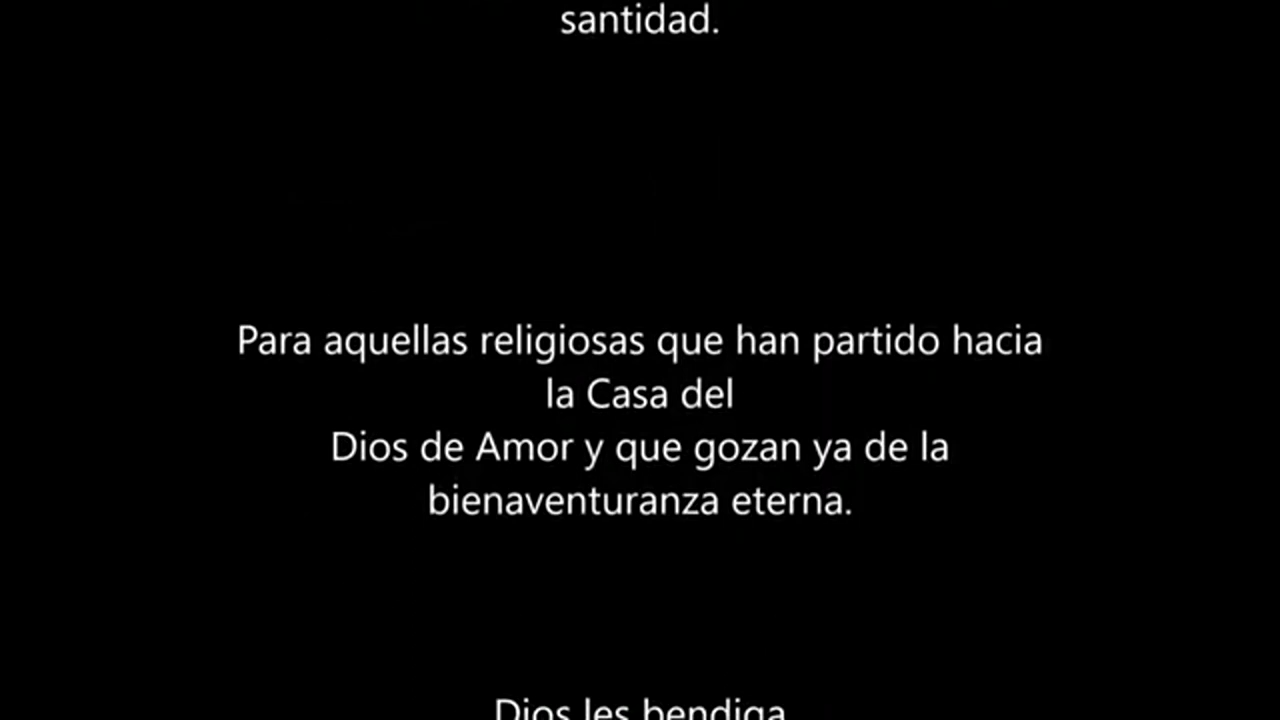 santidad.
Para aquellas religiosas que han partido hacia
la Casa del
Dios de Amor y que gozan ya de la
bienaventuranza eterna.
Dios les bendiga